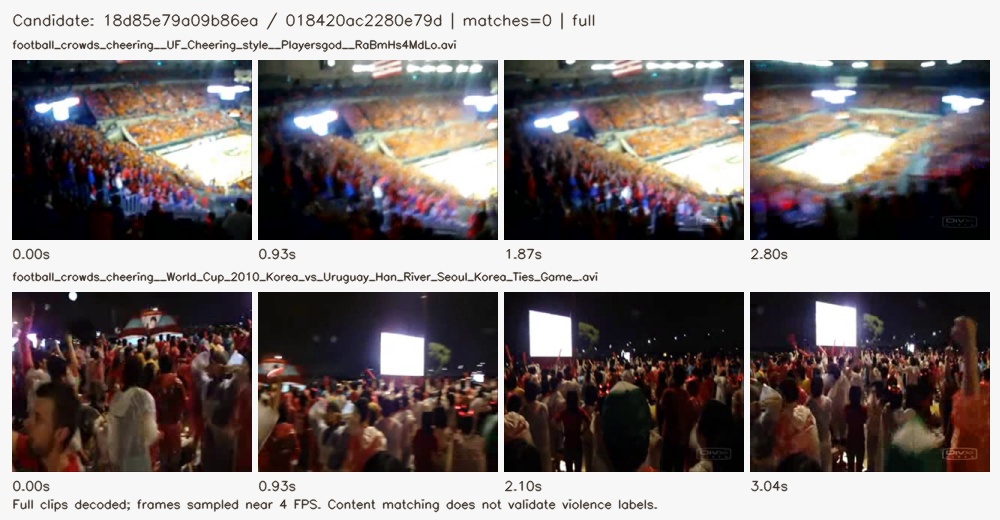 Candidate: 18d85e79a09b86ea / 018420ac2280e79d | matches=0 | full
football_crowds_cheering__UF_Cheering_style__Playersgod__RaBmHs4MdLo.avi
0.00s 0.93s 1.87s 2.80s
football_crowds_cheering__World_Cup_2010_Korea_vs_Uruguay_Han_River_Seoul_Korea_Ties_Game_.avi
0.00s 0.93s 2.10s 3.04s
Full clips decoded; frames sampled near 4 FPS. Content matching does not validate violence labels.